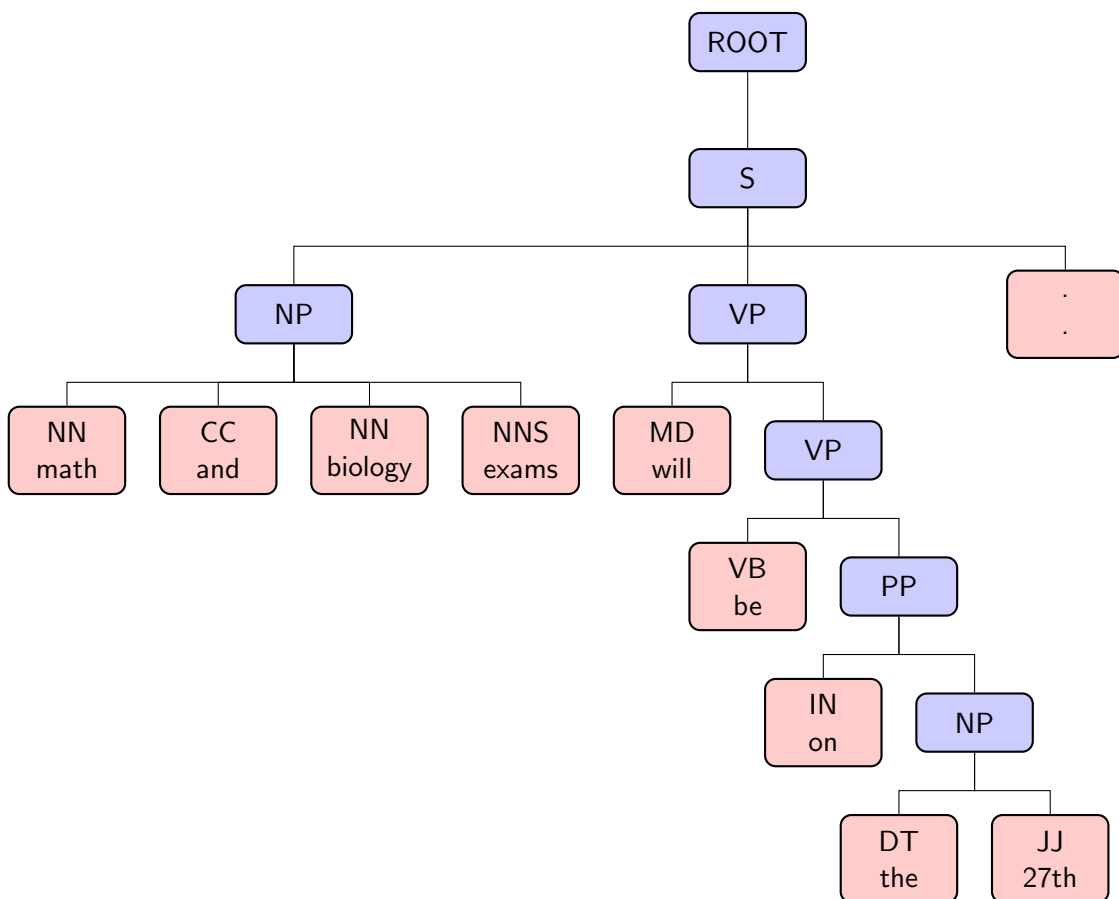 ROOT
S
NP
VP
.
.
NN
math
CC
and
NN
biology
NNS
exams
MD
will
VP
VB
be
PP
IN
on
NP
DT
the
JJ
27th